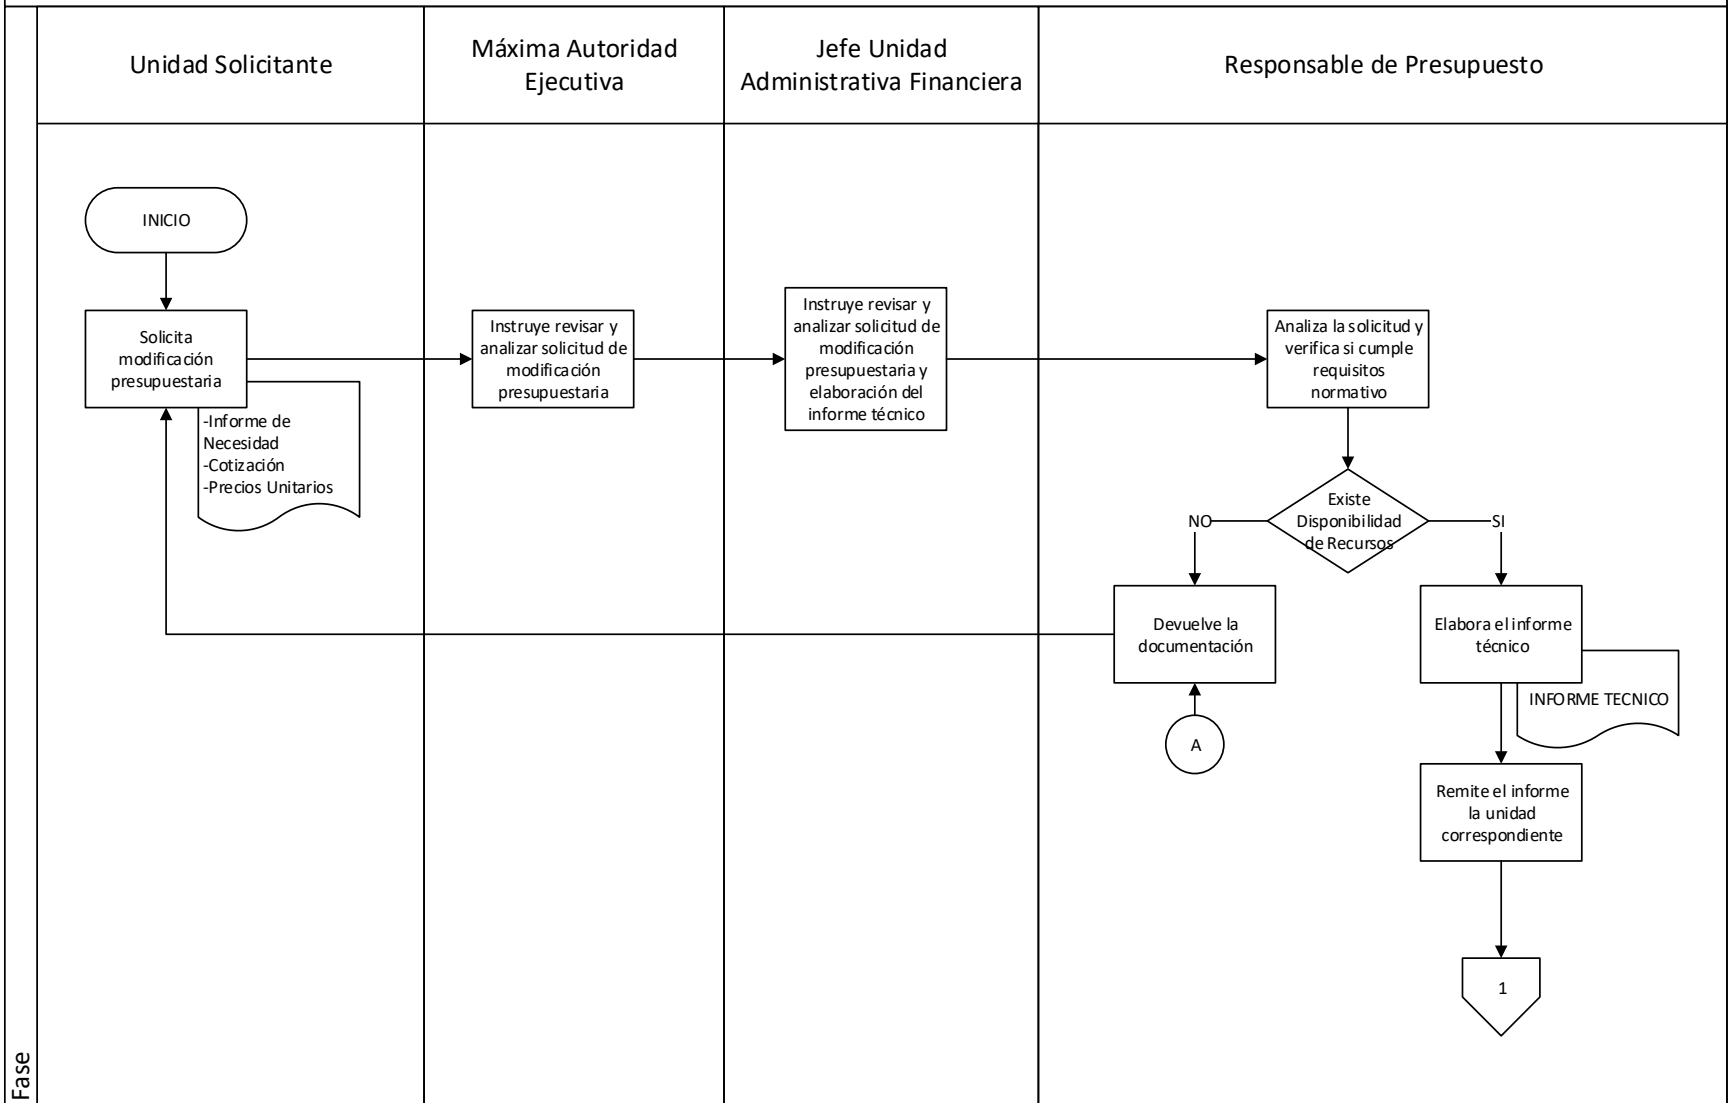 Unidad Solicitante
Máxima Autoridad
Ejecutiva
Jefe Unidad
Administrativa Financiera
Responsable de Presupuesto
INICIO
Solicita
modificación
presupuestaria
-Informe de
Necesidad
-Cotización
-Precios Unitarios
Instruye revisar y
analizar solicitud de
modificación
presupuestaria
Instruye revisar y
analizar solicitud de
modificación
presupuestaria y
elaboración del
informe técnico
Analiza la solicitud y
verifica si cumple
requisitos
normativo
Existe
Disponibilidad
de Recursos
NO
SI
Devuelve la
documentación
A
Elabora el informe
técnico
INFORME TECNICO
Remite el informe
la unidad
correspondiente
1
Fase